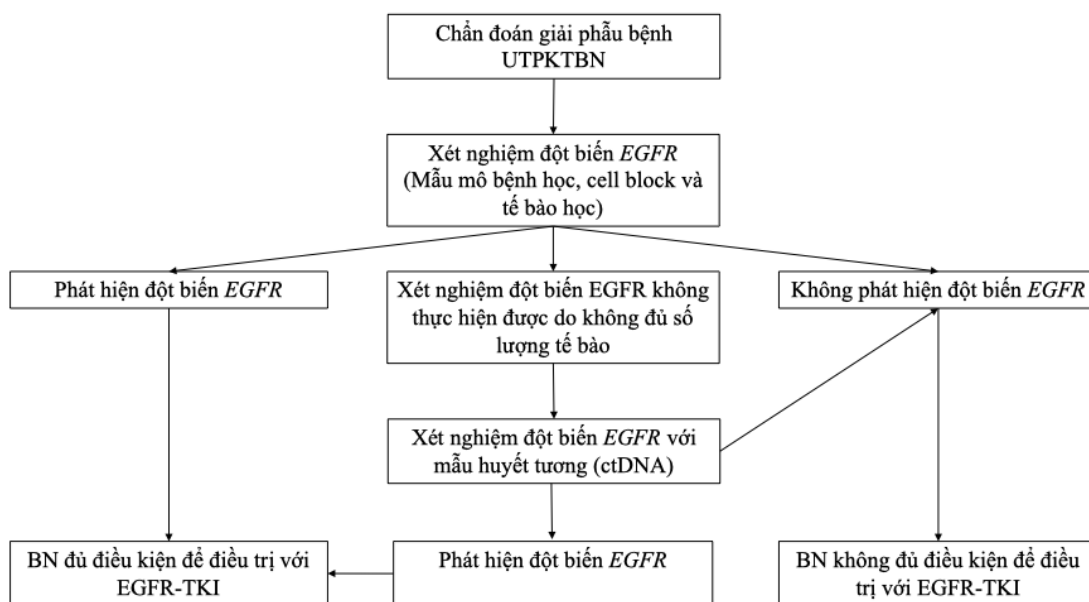 Chẩn đoán giải phẫu bệnh
UTPKTBN
Xét nghiệm đột biến EGFR
(Mẫu mô bệnh học, cell block và
tế bào học)
Phát hiện đột biến EGFR
Xét nghiệm đột biến EGFR không
thực hiện được do không đủ số
lượng tế bào
Không phát hiện đột biến EGFR
Xét nghiệm đột biến EGFR với
mẫu huyết tương (ctDNA)
BN đủ điều kiện để điều trị với
EGFR-TKI
Phát hiện đột biến EGFR
BN không đủ điều kiện để điều
trị với EGFR-TKI